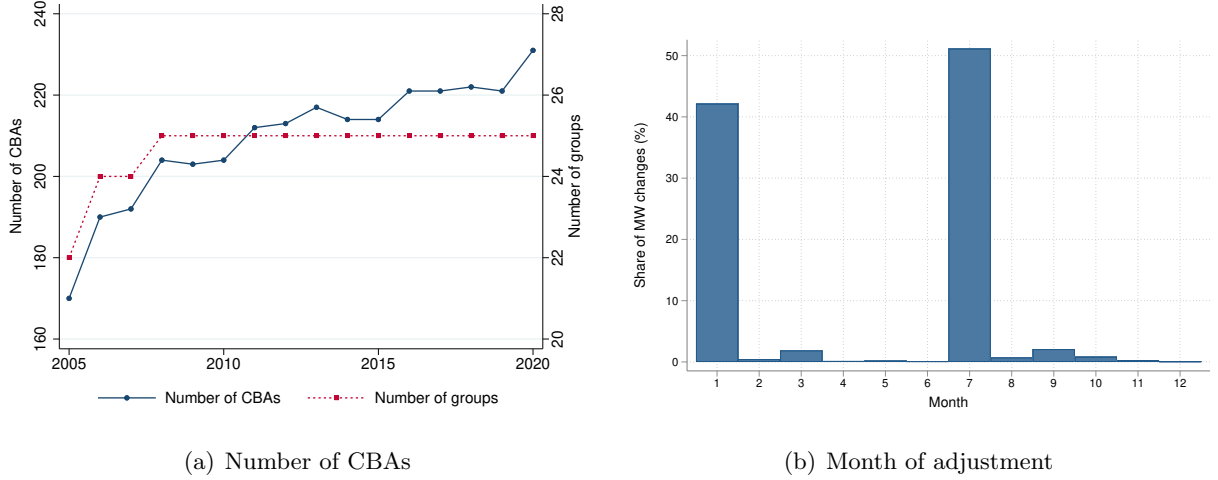 Number of CBAs
160 180 200 220 240
Number of groups
20 22 24 26 28
2005 2010 2015 2020
Number of CBAs Number of groups
(a) Number of CBAs
Share of MW changes (%)
50
40
30
20
10
0
1 2 3 4 5 6 7 8 9 10 11 12
Month
(b) Month of adjustment